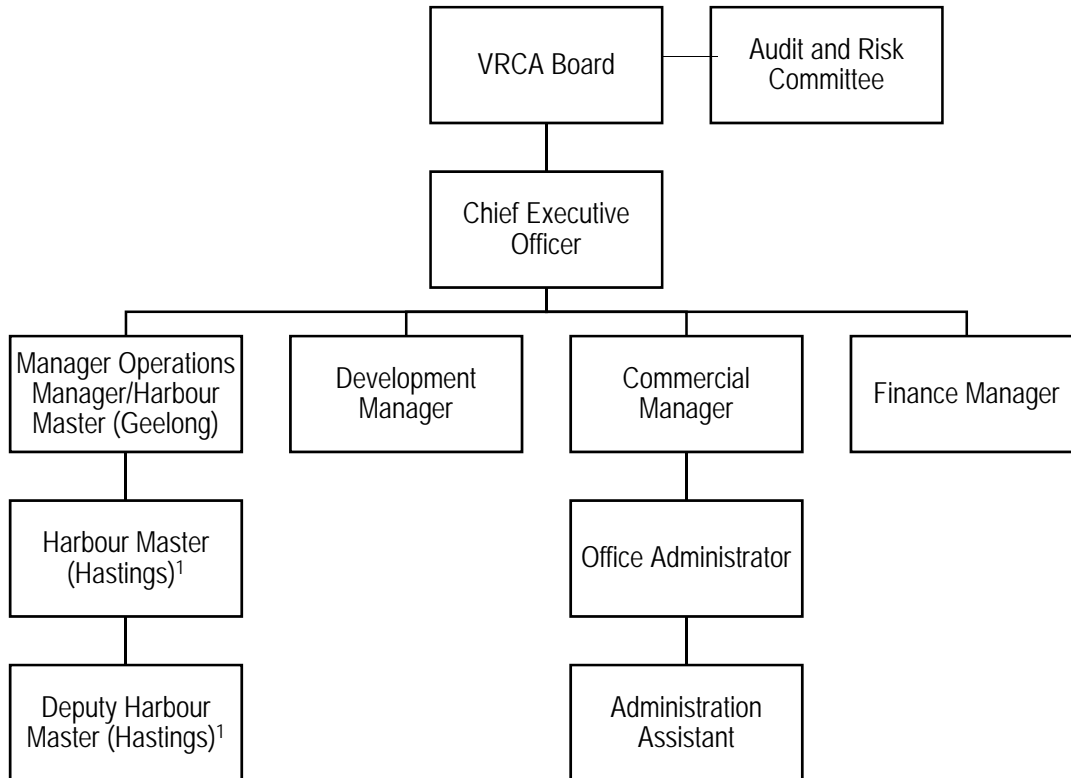 VRCA Board
Audit and Risk
Committee
Chief Executive
Officer
Manager Operations
Manager/Harbour
Master (Geelong)
Development
Manager
Commercial
Manager
Finance Manager
Harbour Master
(Hastings)¹
Office Administrator
Deputy Harbour
Master (Hastings)¹
Administration
Assistant